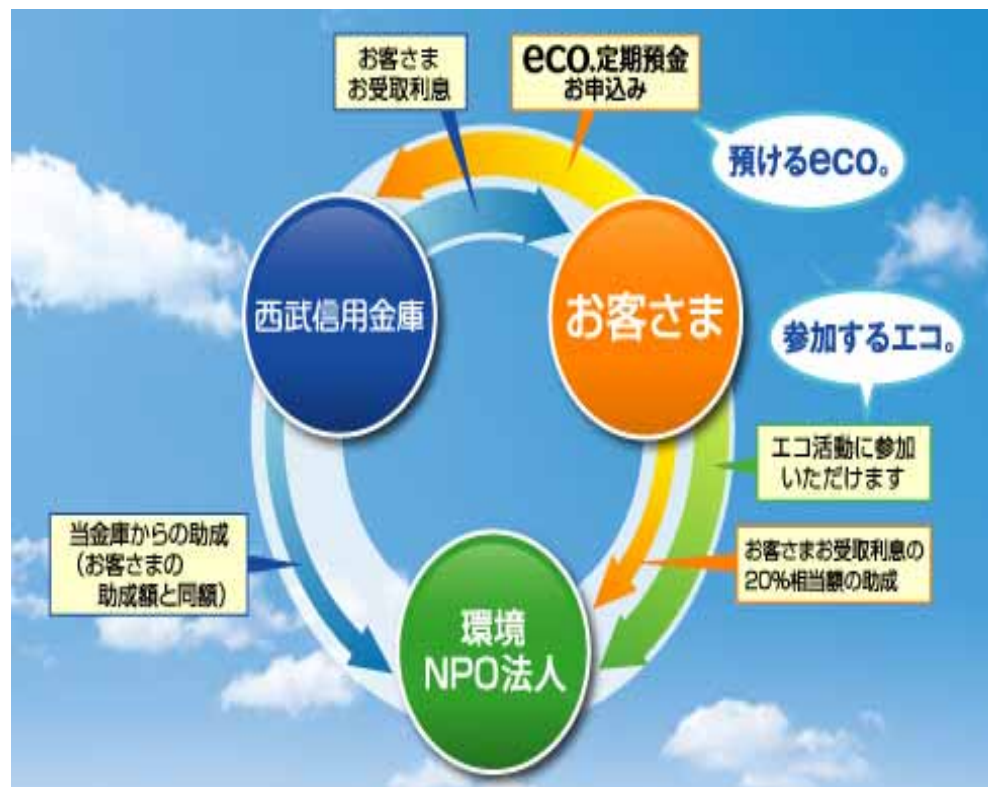 お客さま
お受取利息
eco.定期預金
お申込み
預けるeco。
西武信用金庫
お客さま
参加するエコ。
エコ活動に参加
いただけます
当金庫からの助成
(お客さまの
助成額と同額)
お客さまお受取利息の
20%相当額の助成
環境
NPO法人